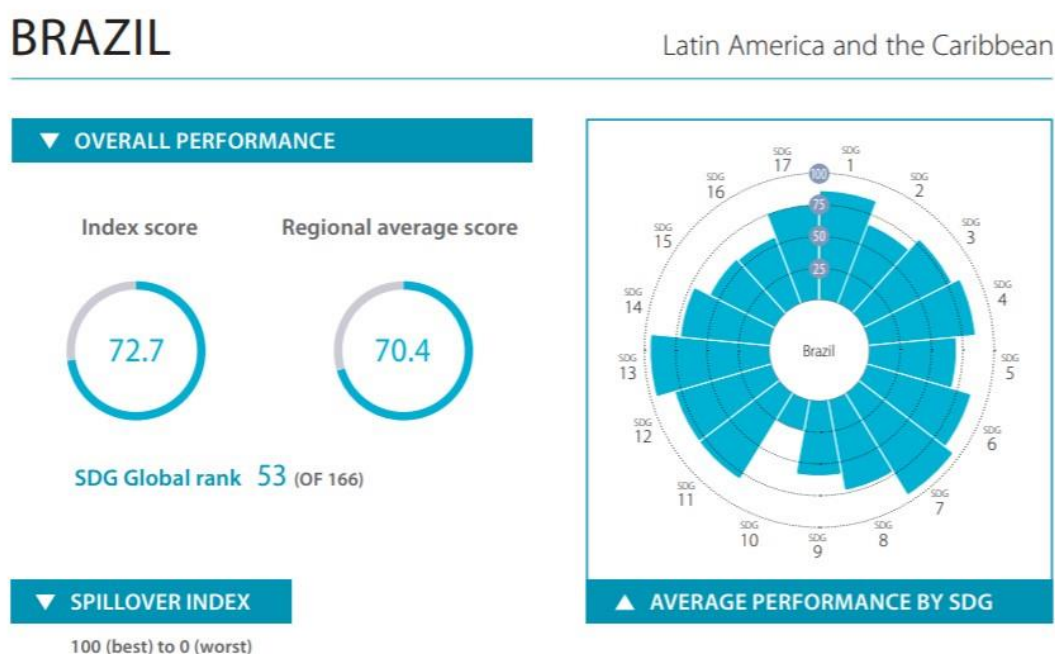 BRAZIL
Latin America and the Caribbean
▼ OVERALL PERFORMANCE
Index score
Regional average score
72.7
70.4
SDG Global rank 53 (OF 166)
▼ SPILLOVER INDEX
100 (best) to 0 (worst)
SDG 1
SDG 2
SDG 3
SDG 4
SDG 5
SDG 6
SDG 7
SDG 8
SDG 9
SDG 10
SDG 11
SDG 12
SDG 13
SDG 14
SDG 15
SDG 16
SDG 17
100
75
50
25
Brazil
▲ AVERAGE PERFORMANCE BY SDG